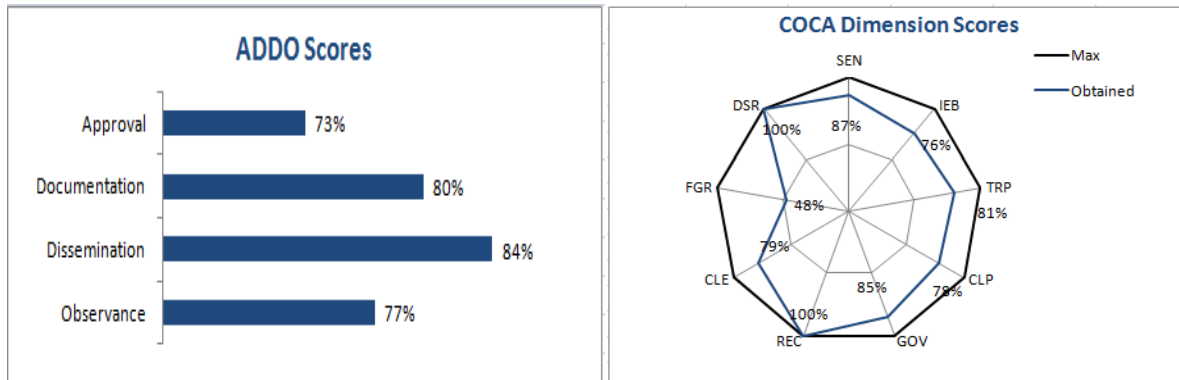 ADDO Scores
Approval
73%
Documentation
80%
Dissemination
84%
Observance
77%
COCA Dimension Scores
Max
Obtained
SEN
87%
IEB
76%
TRP
81%
CLP
78%
GOV
85%
REC
100%
CLE
79%
FGR
48%
DSR
100%